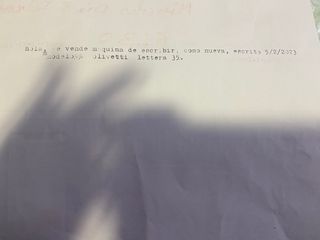 hola, se vende máquina de escribir, como nueva, escrito 5/2/2023
modelo olivetti lettera 35.